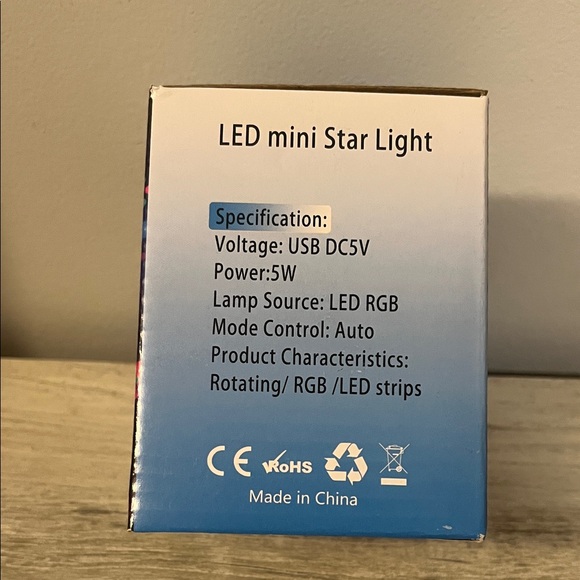 LED mini Star Light
Specification:
Voltage: USB DC5V
Power:5W
Lamp Source: LED RGB
Mode Control: Auto
Product Characteristics:
Rotating/ RGB /LED strips
CE RoHS
Made in China